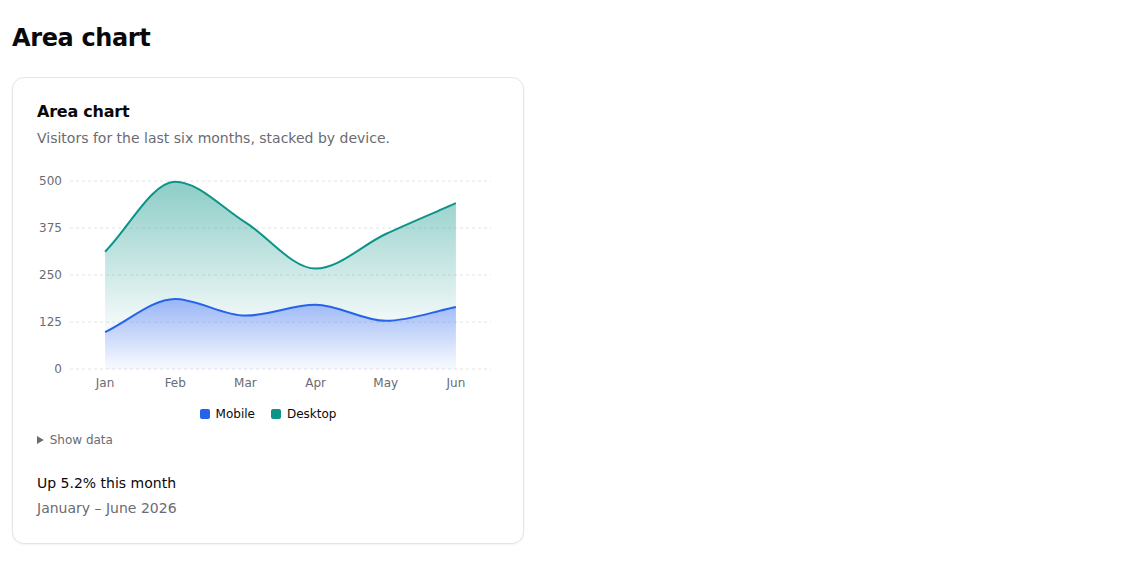 Area chart
Area chart
Visitors for the last six months, stacked by device.
500
375
250
125
0
Jan Feb Mar Apr May Jun
Mobile Desktop
Show data
Up 5.2% this month
January – June 2026